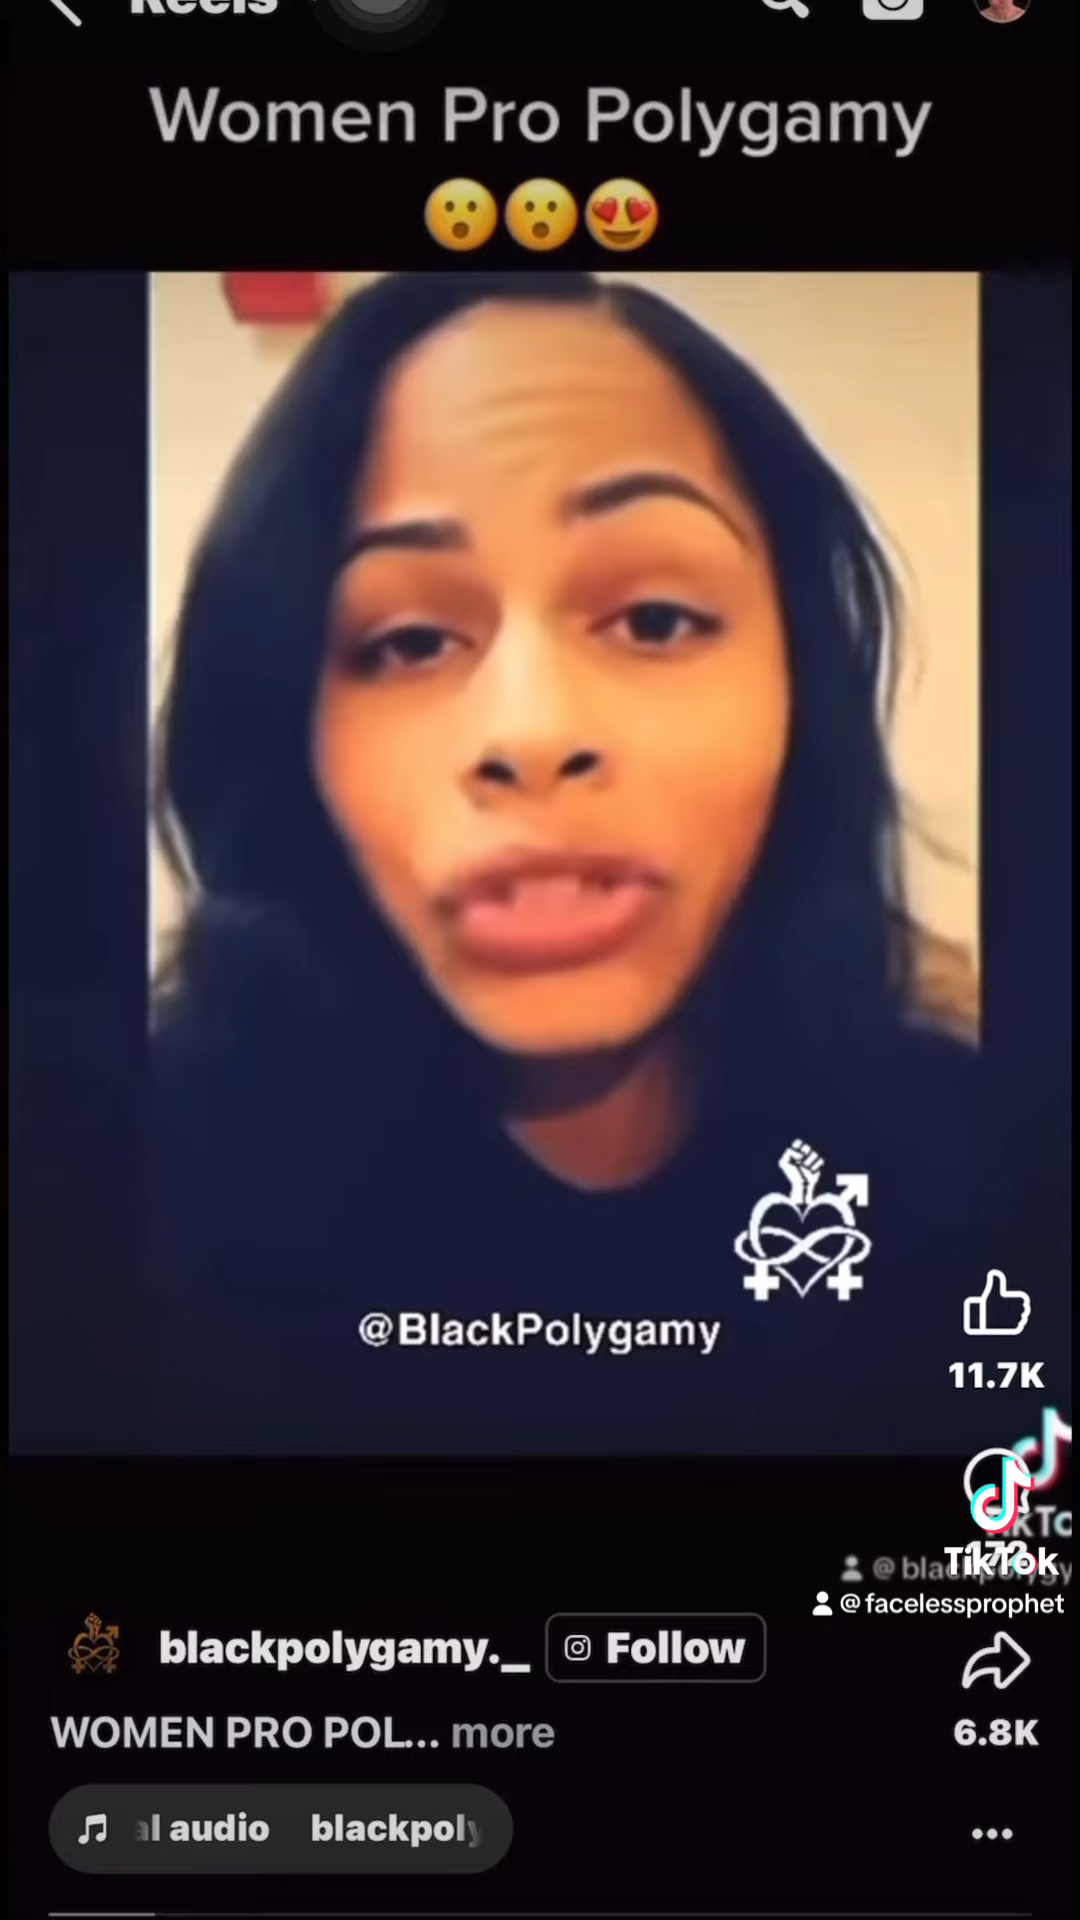 Reels
Women Pro Polygamy
😮😮😍
@BlackPolygamy
11.7K
TikTok
@facelessprophet
blackpolygamy._ Follow
WOMEN PRO POL... more
6.8K
al audio blackpoly